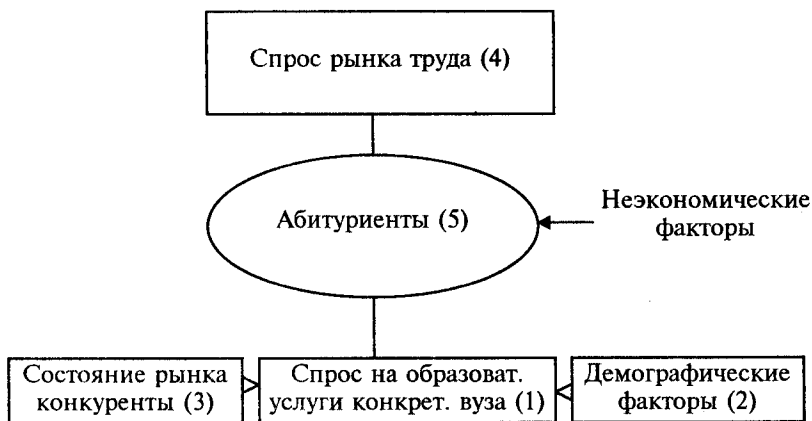 Спрос рынка труда (4)
Абитуриенты (5)
Неэкономические
факторы
Состояние рынка
конкуренты (3)
Спрос на образоват.
услуги конкрет. вуза (1)
Демографические
факторы (2)